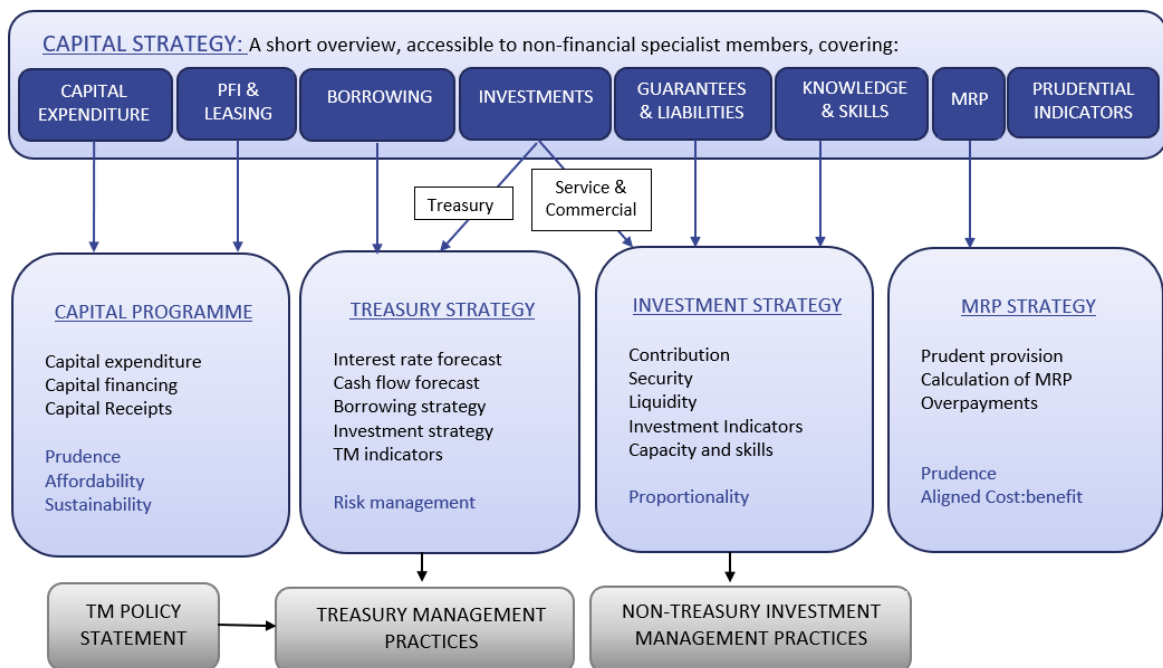 CAPITAL STRATEGY: A short overview, accessible to non-financial specialist members, covering:
CAPITAL
EXPENDITURE
PFI &
LEASING
BORROWING
INVESTMENTS
GUARANTEES
& LIABILITIES
KNOWLEDGE
& SKILLS
MRP
PRUDENTIAL
INDICATORS
Treasury
Service &
Commercial
CAPITAL PROGRAMME
Capital expenditure
Capital financing
Capital Receipts
Prudence
Affordability
Sustainability
TREASURY STRATEGY
Interest rate forecast
Cash flow forecast
Borrowing strategy
Investment strategy
TM indicators
Risk management
INVESTMENT STRATEGY
Contribution
Security
Liquidity
Investment Indicators
Capacity and skills
Proportionality
MRP STRATEGY
Prudent provision
Calculation of MRP
Overpayments
Prudence
Aligned Cost:benefit
TM POLICY
STATEMENT
TREASURY MANAGEMENT
PRACTICES
NON-TREASURY INVESTMENT
MANAGEMENT PRACTICES